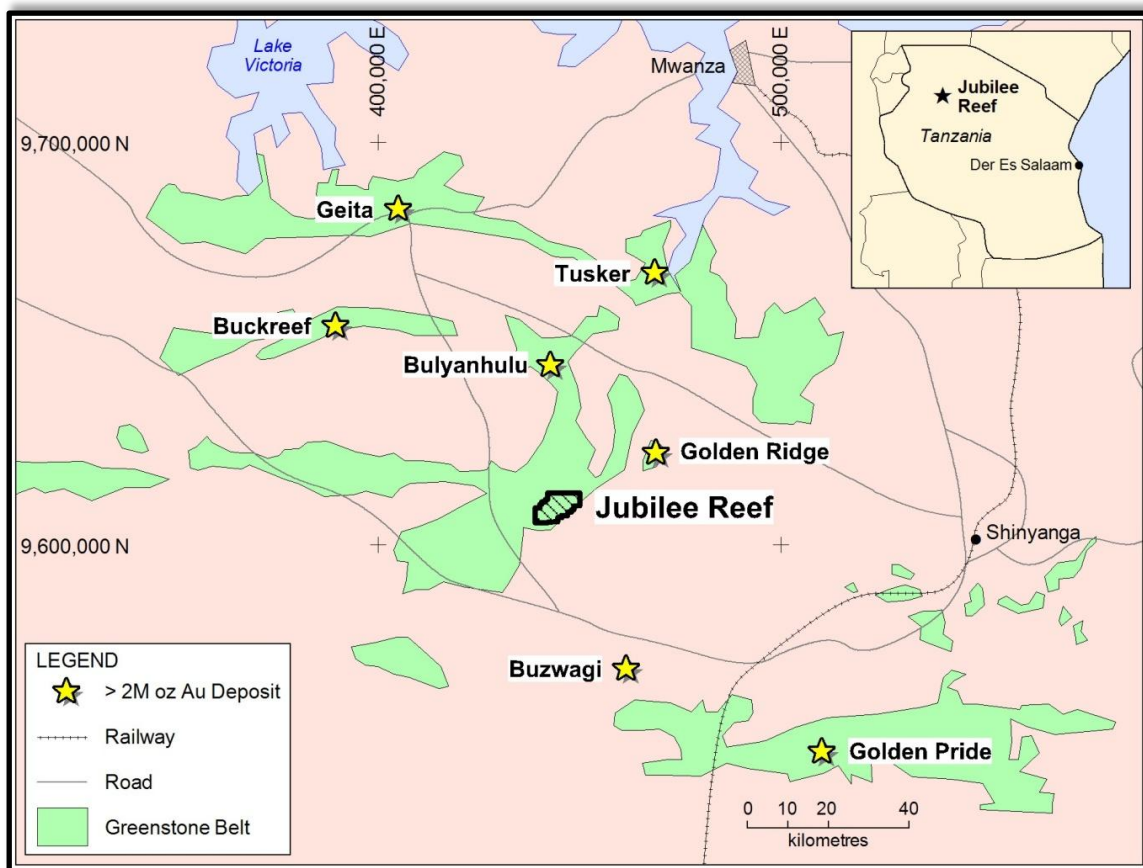 Lake
Victoria
400,000 E
Mwanza
500,000 E
Jubilee
Reef
Tanzania
Der Es Salaam
9,700,000 N
Geita
Tusker
Buckreef
Bulyanhulu
Golden Ridge
Jubilee Reef
9,600,000 N
Shinyanga
Buzwagi
Golden Pride
LEGEND
> 2M oz Au Deposit
Railway
Road
Greenstone Belt
0 10 20 40
kilometres